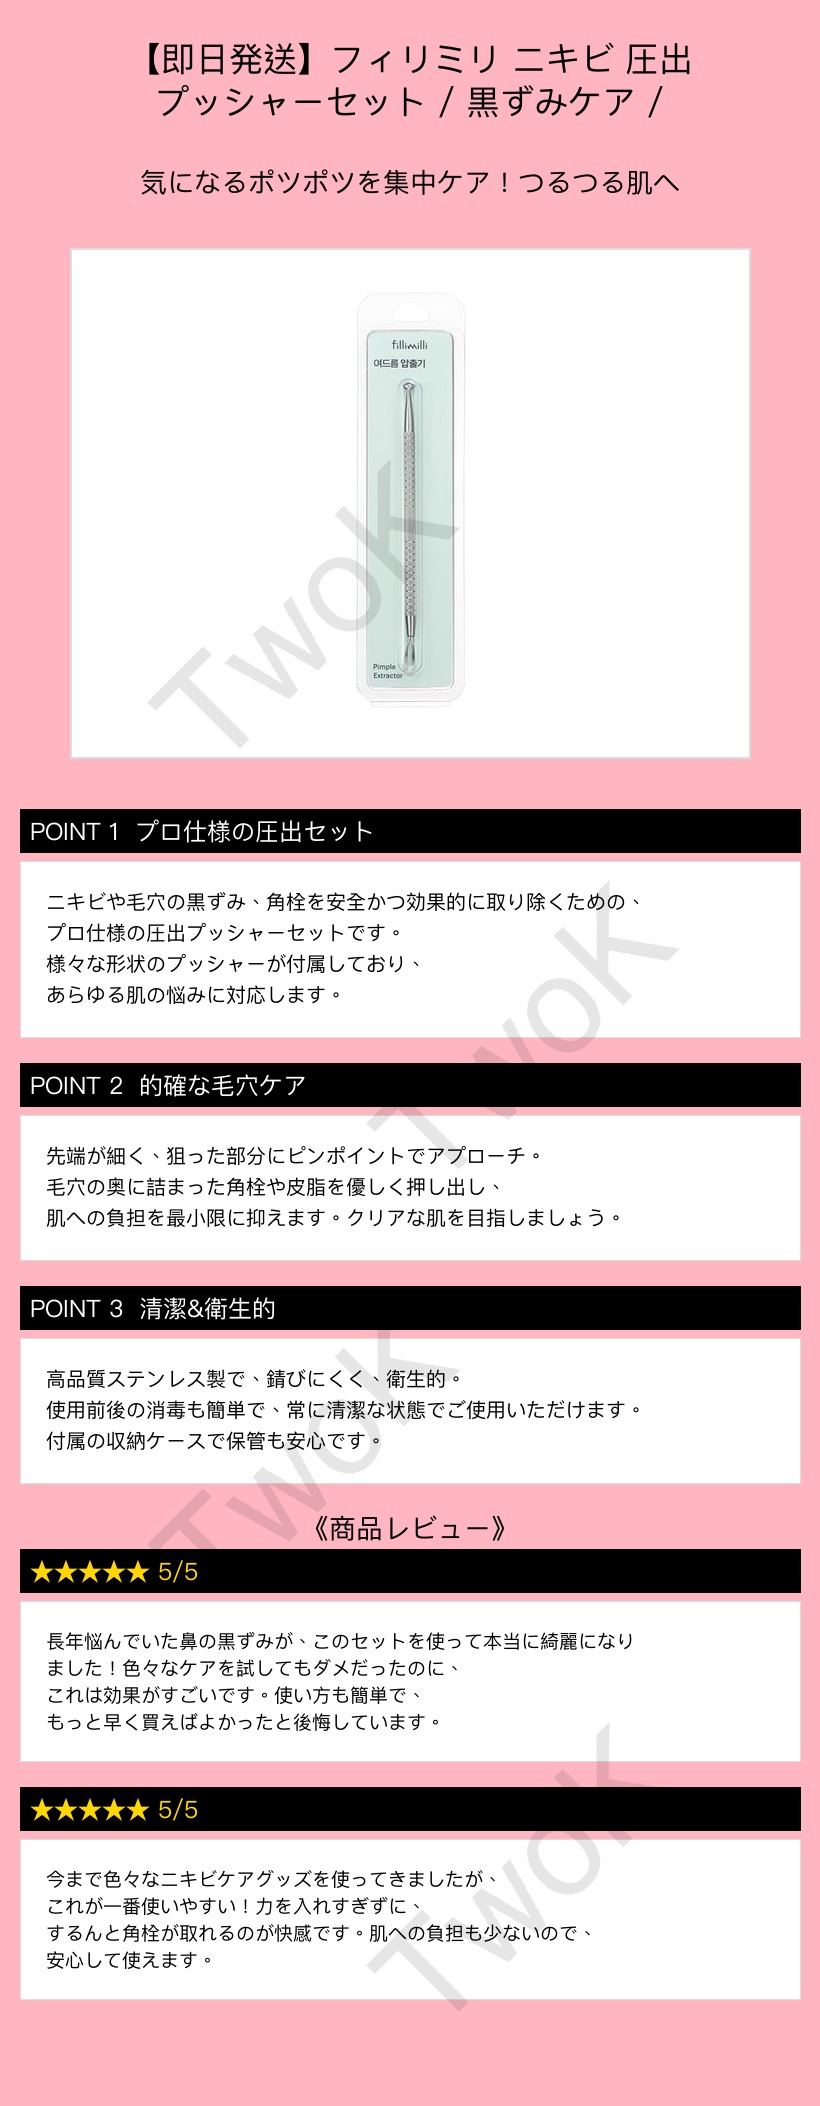 【即日発送】フィリミリ ニキビ 圧出
プッシャーセット / 黒ずみケア /
気になるポツポツを集中ケア！つるつる肌へ
fillimilli
여드름 압출기
Pimple
Extractor
TwoK
POINT 1 プロ仕様の圧出セット
ニキビや毛穴の黒ずみ、角栓を安全かつ効果的に取り除くための、
プロ仕様の圧出プッシャーセットです。
様々な形状のプッシャーが付属しており、
あらゆる肌の悩みに対応します。
TwoK
POINT 2 的確な毛穴ケア
先端が細く、狙った部分にピンポイントでアプローチ。
毛穴の奥に詰まった角栓や皮脂を優しく押し出し、
肌への負担を最小限に抑えます。クリアな肌を目指しましょう。
POINT 3 清潔&衛生的
高品質ステンレス製で、錆びにくく、衛生的。
使用前後の消毒も簡単で、常に清潔な状態でご使用いただけます。
付属の収納ケースで保管も安心です。
TwoK
《商品レビュー》
★★★★★ 5/5
長年悩んでいた鼻の黒ずみが、このセットを使って本当に綺麗になり
ました！色々なケアを試してもダメだったのに、
これは効果がすごいです。使い方も簡単で、
もっと早く買えばよかったと後悔しています。
★★★★★ 5/5
今まで色々なニキビケアグッズを使ってきましたが、
これが一番使いやすい！力を入れすぎずに、
するんと角栓が取れるのが快感です。肌への負担も少ないので、
安心して使えます。
TwoK